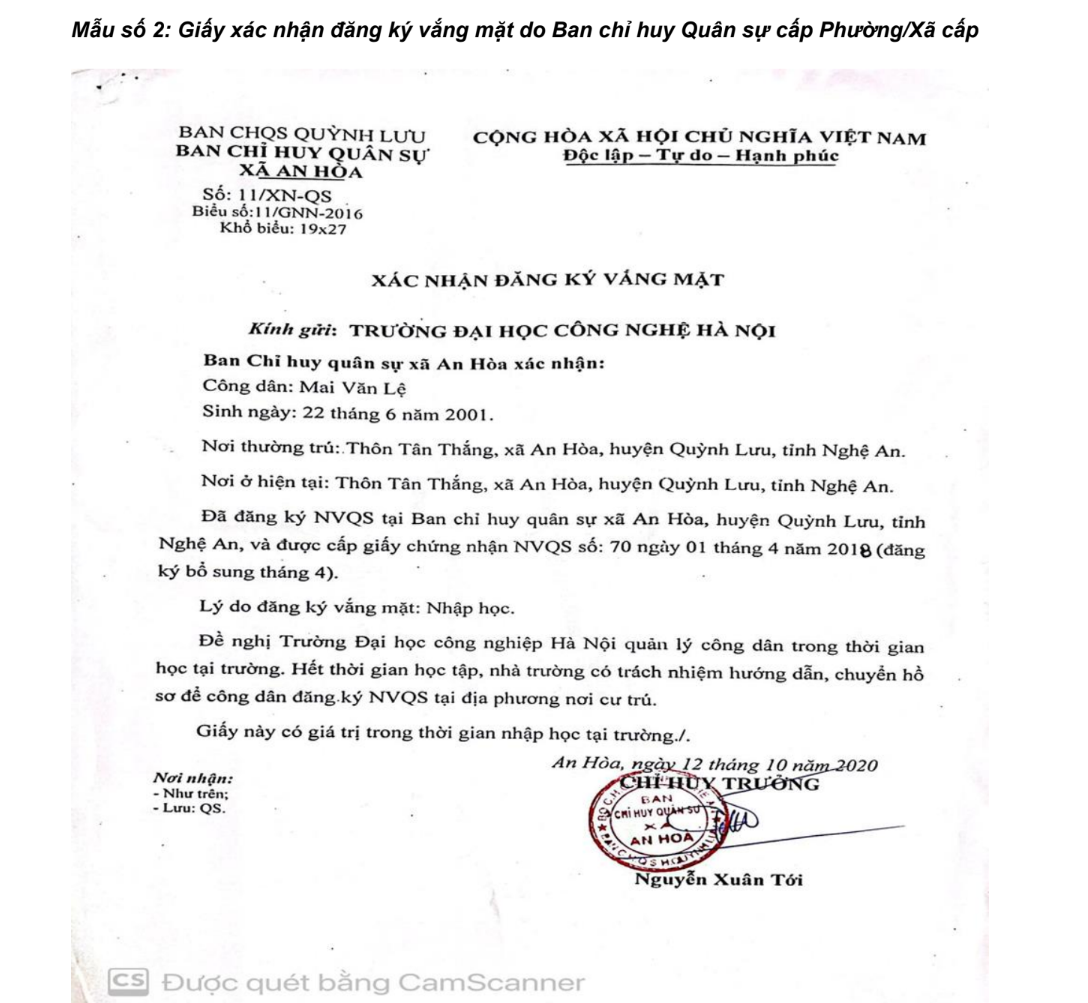 Mẫu số 2: Giấy xác nhận đăng ký vắng mặt do Ban chỉ huy Quân sự cấp Phường/Xã cấp
BAN CHQS QUỲNH LƯU
BAN CHỈ HUY QUÂN SỰ
XÃ AN HÒA
Số: 11/XN-QS
Biểu số:11/GNN-2016
Khổ biểu: 19x27
CỘNG HÒA XÃ HỘI CHỦ NGHĨA VIỆT NAM
Độc lập – Tự do – Hạnh phúc
XÁC NHẬN ĐĂNG KÝ VẮNG MẶT
Kính gửi: TRƯỜNG ĐẠI HỌC CÔNG NGHỆ HÀ NỘI
Ban Chỉ huy quân sự xã An Hòa xác nhận:
Công dân: Mai Văn Lệ
Sinh ngày: 22 tháng 6 năm 2001.
Nơi thường trú: Thôn Tân Thắng, xã An Hòa, huyện Quỳnh Lưu, tỉnh Nghệ An.
Nơi ở hiện tại: Thôn Tân Thắng, xã An Hòa, huyện Quỳnh Lưu, tỉnh Nghệ An.
Đã đăng ký NVQS tại Ban chỉ huy quân sự xã An Hòa, huyện Quỳnh Lưu, tỉnh
Nghệ An, và được cấp giấy chứng nhận NVQS số: 70 ngày 01 tháng 4 năm 2018 (đăng
ký bổ sung tháng 4).
Lý do đăng ký vắng mặt: Nhập học.
Đề nghị Trường Đại học công nghiệp Hà Nội quản lý công dân trong thời gian
học tại trường. Hết thời gian học tập, nhà trường có trách nhiệm hướng dẫn, chuyển hồ
sơ để công dân đăng ký NVQS tại địa phương nơi cư trú.
Giấy này có giá trị trong thời gian nhập học tại trường./.
An Hòa, ngày 12 tháng 10 năm 2020
CHỈ HUY TRƯỞNG
Nơi nhận:
- Như trên;
- Lưu: QS.
BAN
CHỈ HUY QUÂN SỰ
XÃ
AN HÒA
Nguyễn Xuân Tới
CS Được quét bằng CamScanner